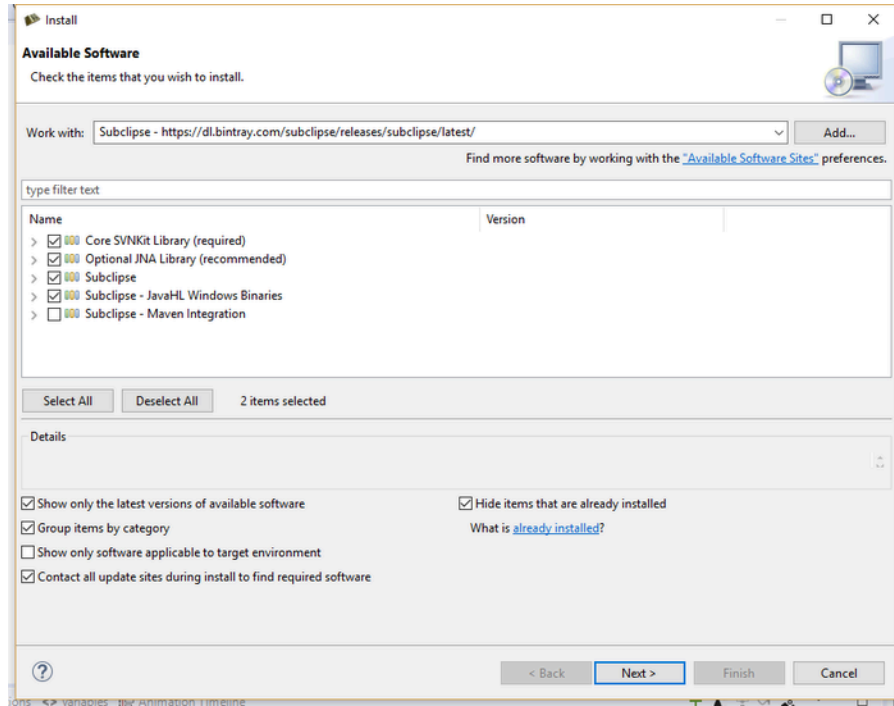 Install
Available Software
Check the items that you wish to install.
Work with: Subclipse - https://dl.bintray.com/subclipse/releases/subclipse/latest/ Add...
Find more software by working with the "Available Software Sites" preferences.
type filter text
Name Version
Core SVNKit Library (required)
Optional JNA Library (recommended)
Subclipse
Subclipse - JavaHL Windows Binaries
Subclipse - Maven Integration
Select All Deselect All 2 items selected
Details
Show only the latest versions of available software Hide items that are already installed
Group items by category What is already installed?
Show only software applicable to target environment
Contact all update sites during install to find required software
? < Back Next > Finish Cancel
Variables Animation Timeline